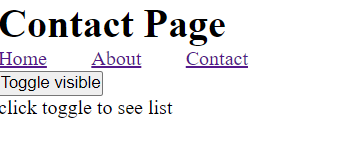 Contact Page
Home About Contact
Toggle visible
click toggle to see list